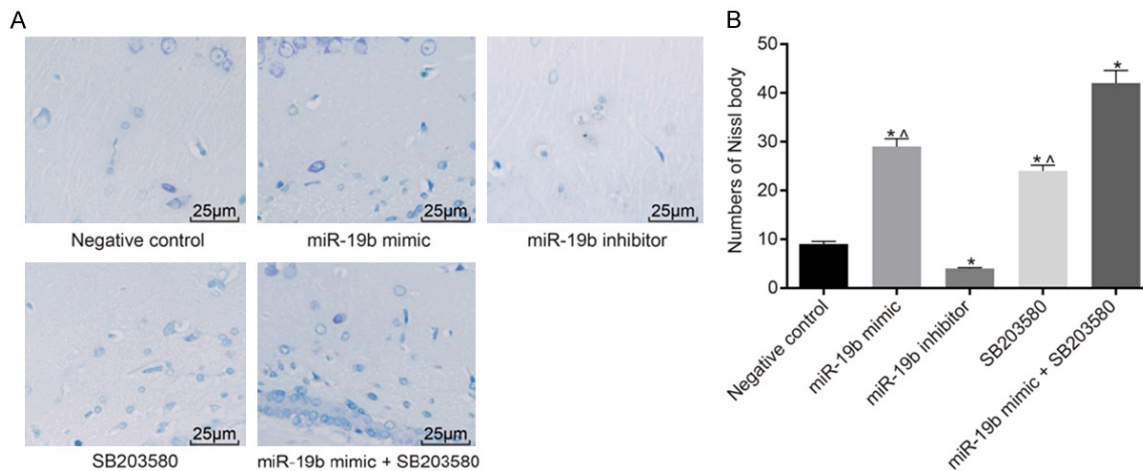 A
25μm
25μm
25μm
Negative control
miR-19b mimic
miR-19b inhibitor
25μm
25μm
SB203580
miR-19b mimic + SB203580
B
Numbers of Nissl body
50
40
30
20
10
0
* ^
*
* ^
*
Negative control
miR-19b mimic
miR-19b inhibitor
SB203580
miR-19b mimic + SB203580